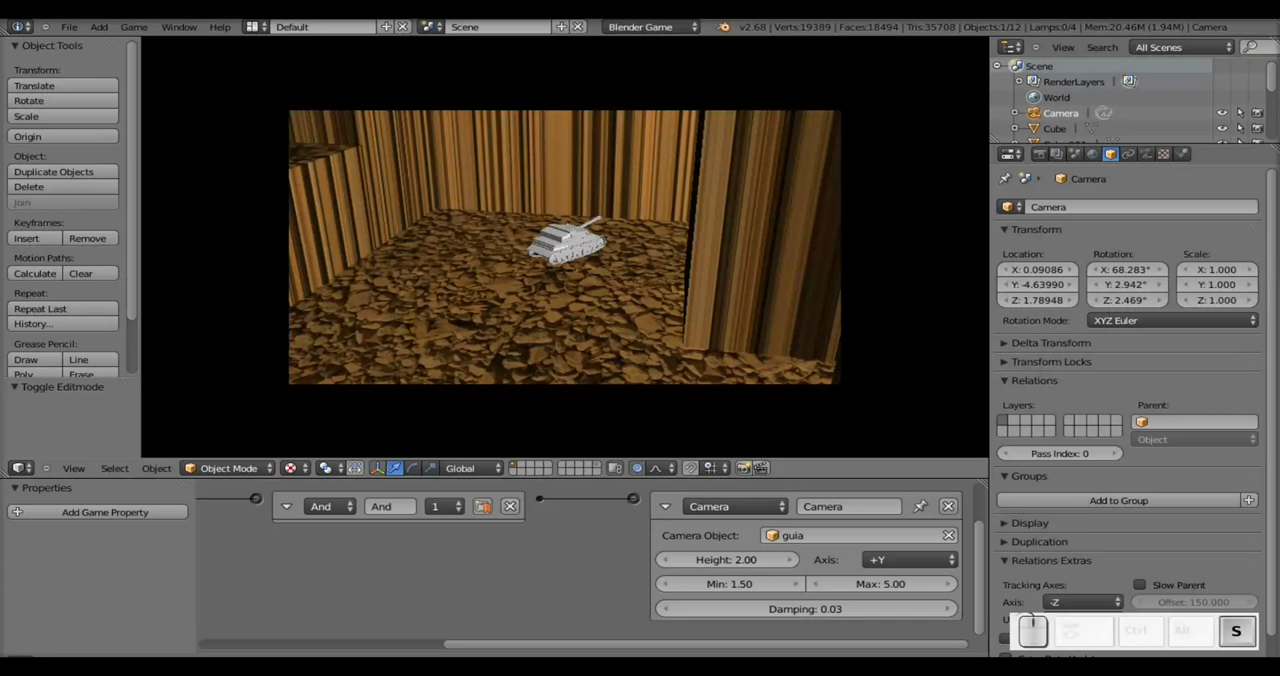 File Add Game Window Help Default Scene Blender Game v2.68 | Verts:19389 | Faces:18494 | Tris:35708 | Objects:1/12 | Lamps:0/4 | Mem:20.46M (1.94M) | Camera
Object Tools
Transform:
Translate
Rotate
Scale
Origin
Object:
Duplicate Objects
Delete
Join
Keyframes:
Insert Remove
Motion Paths:
Calculate Clear
Repeat:
Repeat Last
History...
Grease Pencil:
Draw Line
Poly Erase
Toggle Editmode
View Search All Scenes
Scene
RenderLayers
World
Camera
Cube
Camera
Camera
Transform
Location: Rotation: Scale:
X: 0.09086 X: 68.283° X: 1.000
Y: -4.63990 Y: 2.942° Y: 1.000
Z: 1.78948 Z: 2.469° Z: 1.000
Rotation Mode: XYZ Euler
Delta Transform
Transform Locks
Relations
Layers: Parent:
Object
Pass Index: 0
Groups
Add to Group
Display
Duplication
Relations Extras
Tracking Axes: Slow Parent
Axis: -Z Offset: 150.000
Ctrl Alt S
View Select Object Object Mode Global
Properties
Add Game Property
And And 1
Camera Camera
Camera Object: guia
Height: 2.00 Axis: +Y
Min: 1.50 Max: 5.00
Damping: 0.03